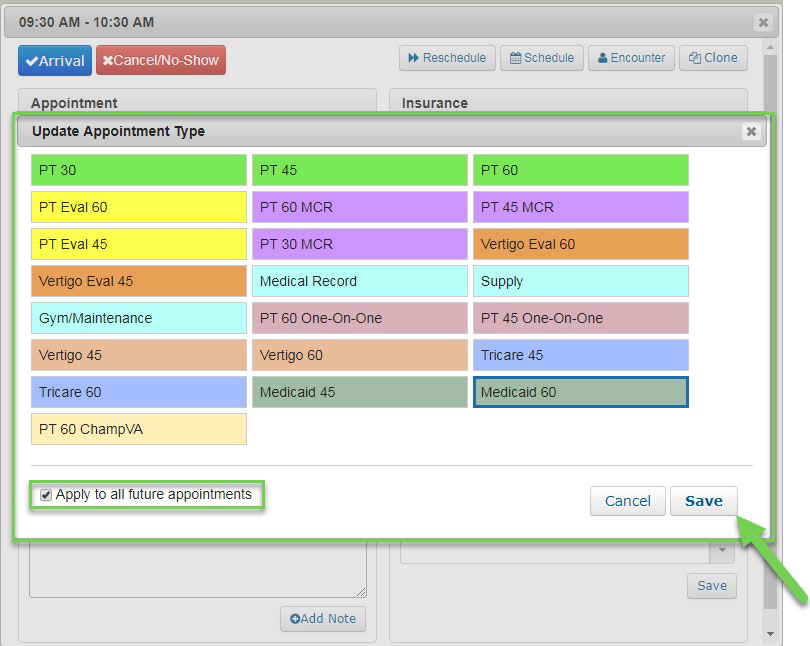 09:30 AM - 10:30 AM
Arrival Cancel/No-Show Reschedule Schedule Encounter Clone
Appointment Insurance
Update Appointment Type
PT 30 PT 45 PT 60
PT Eval 60 PT 60 MCR PT 45 MCR
PT Eval 45 PT 30 MCR Vertigo Eval 60
Vertigo Eval 45 Medical Record Supply
Gym/Maintenance PT 60 One-On-One PT 45 One-On-One
Vertigo 45 Vertigo 60 Tricare 45
Tricare 60 Medicaid 45 Medicaid 60
PT 60 ChampVA
Apply to all future appointments Cancel Save
Save
Add Note